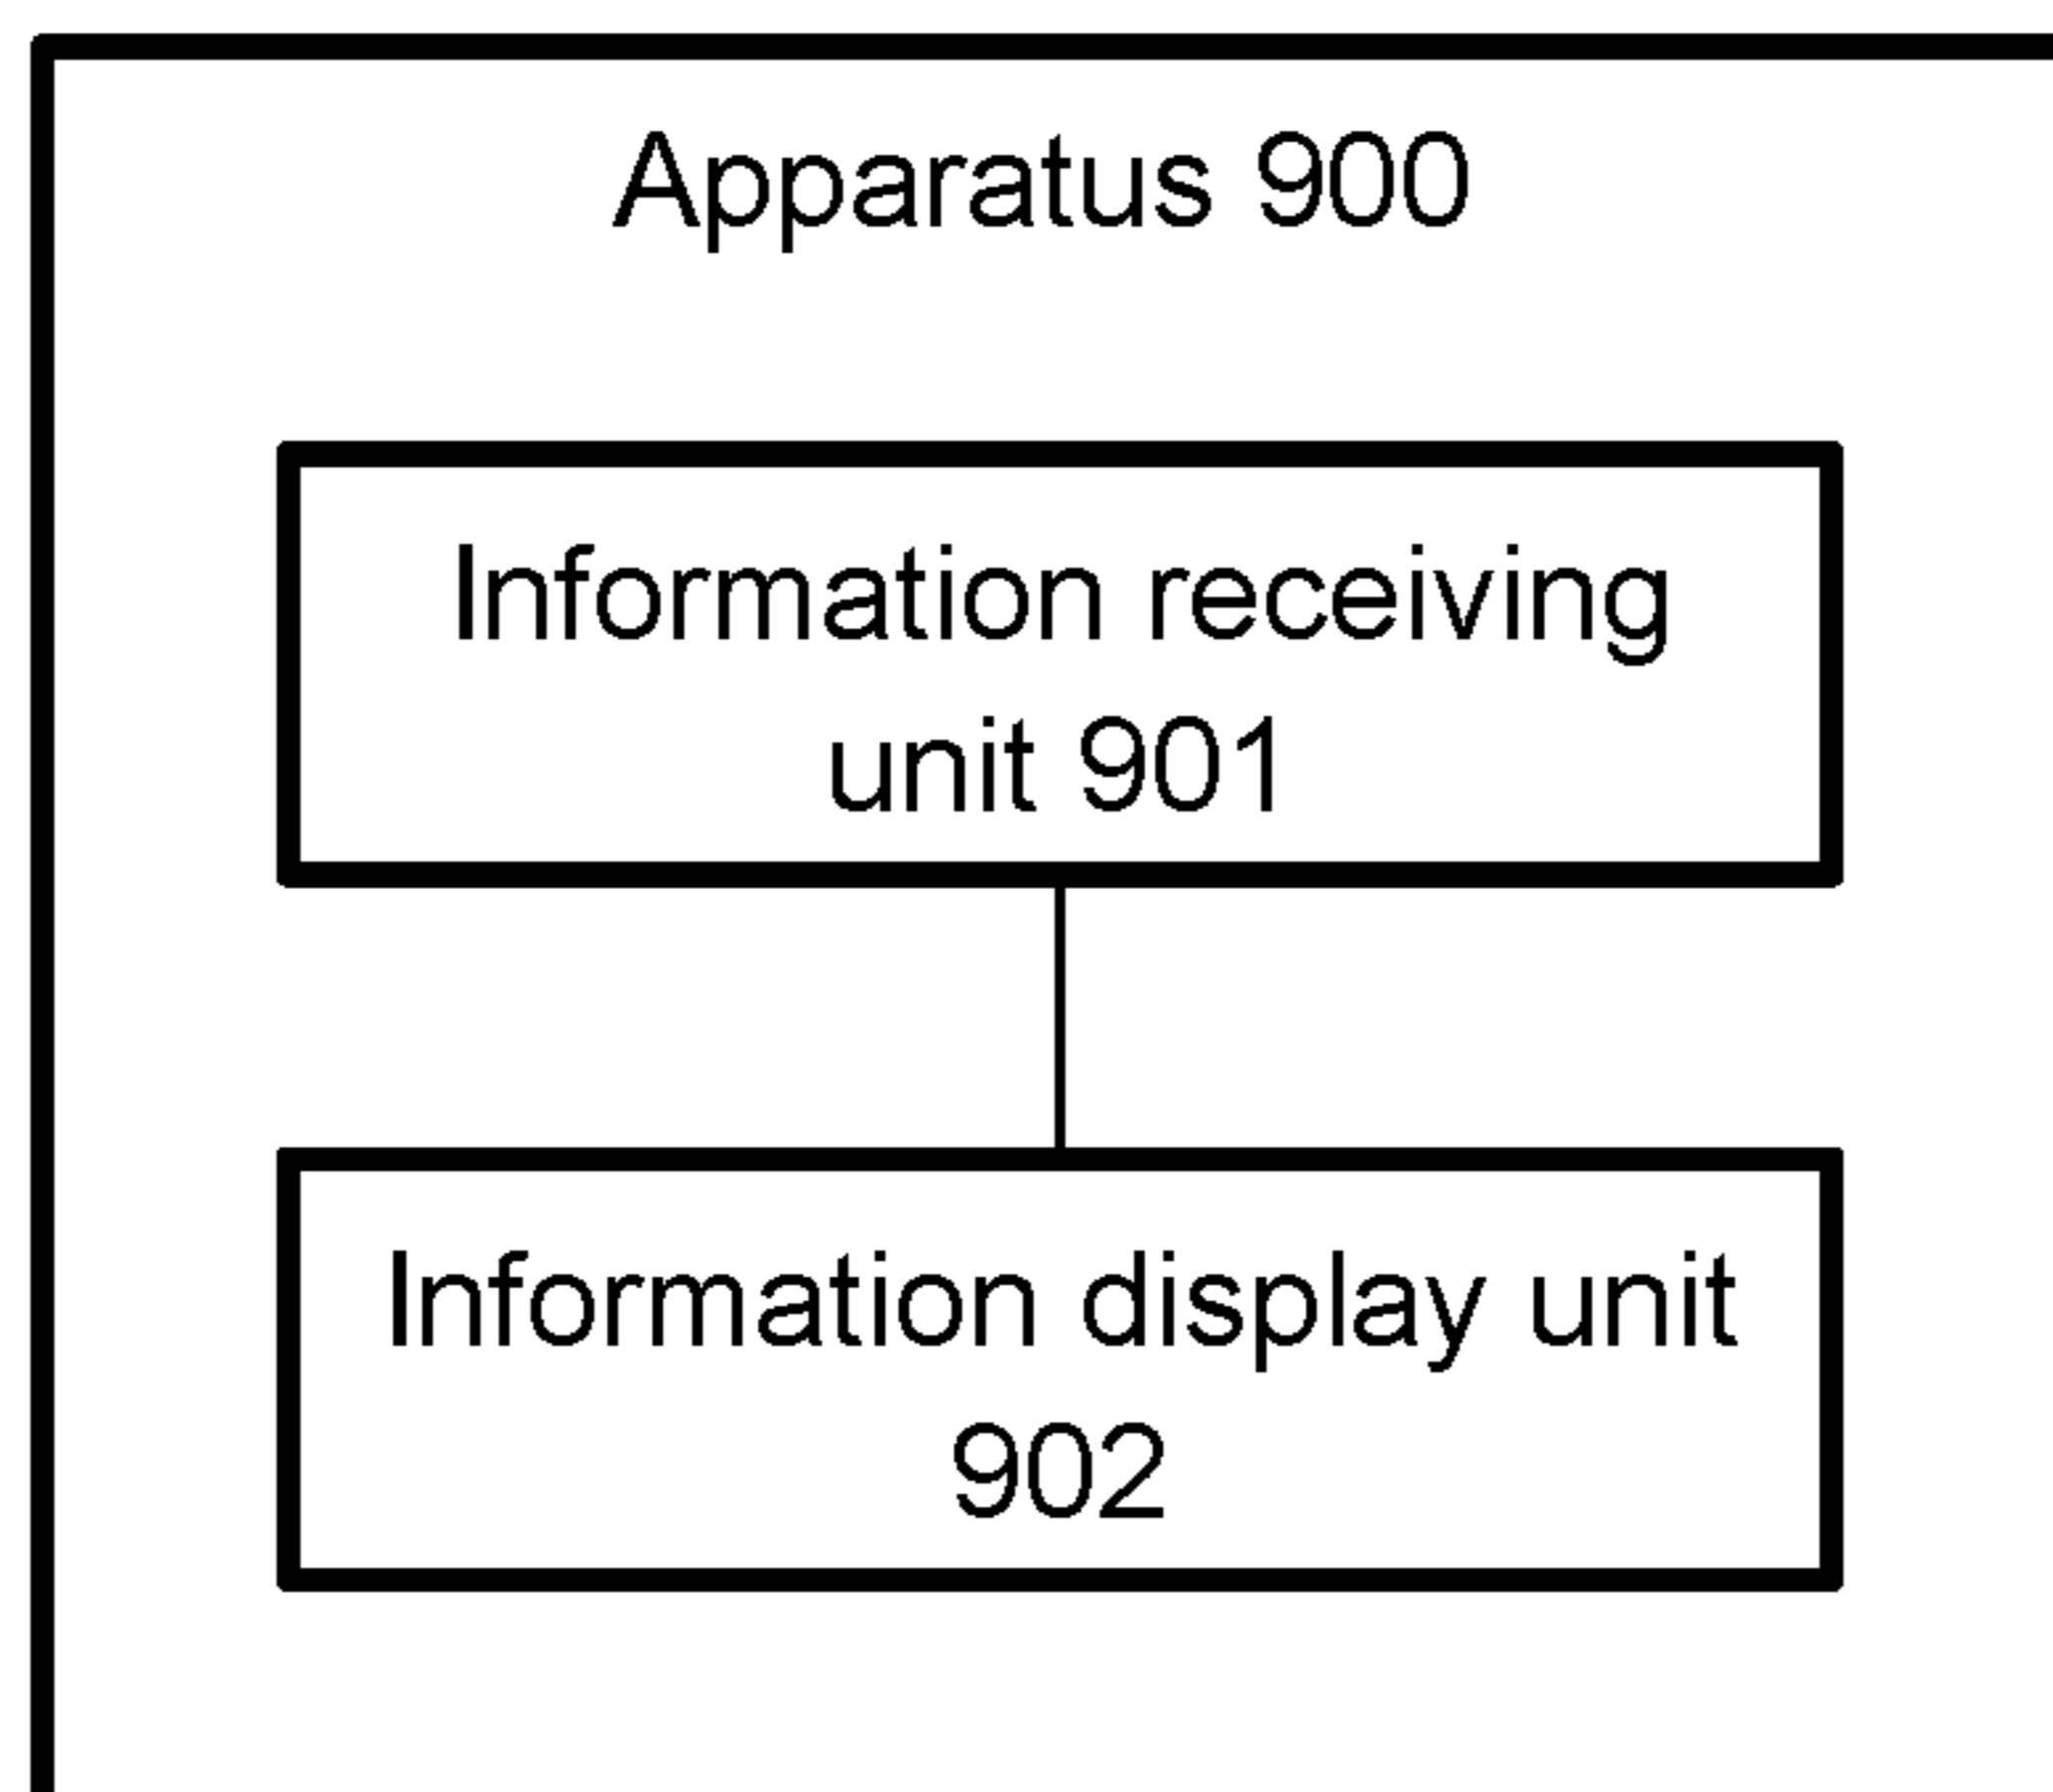 Apparatus 900
Information receiving
unit 901
Information display unit
902